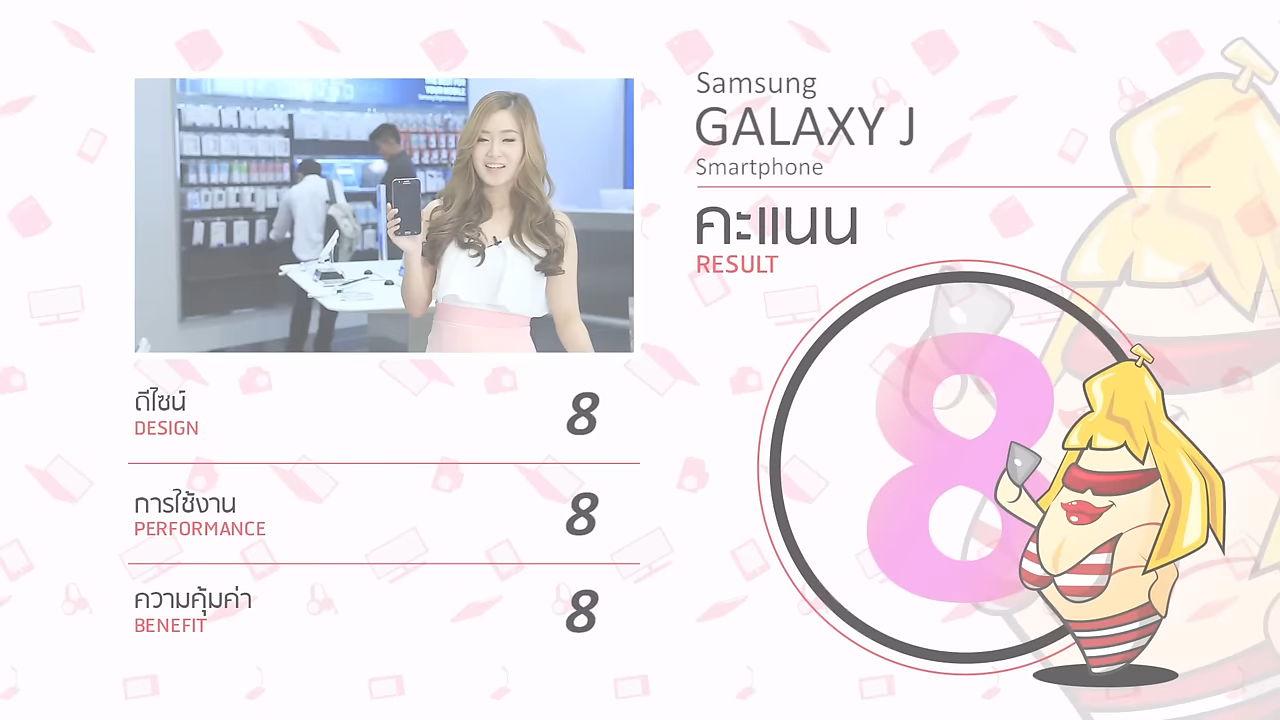 Samsung
GALAXY J
Smartphone
คะแนน
RESULT
8
ดีไซน์
DESIGN
8
การใช้งาน
PERFORMANCE
8
ความคุ้มค่า
BENEFIT
8